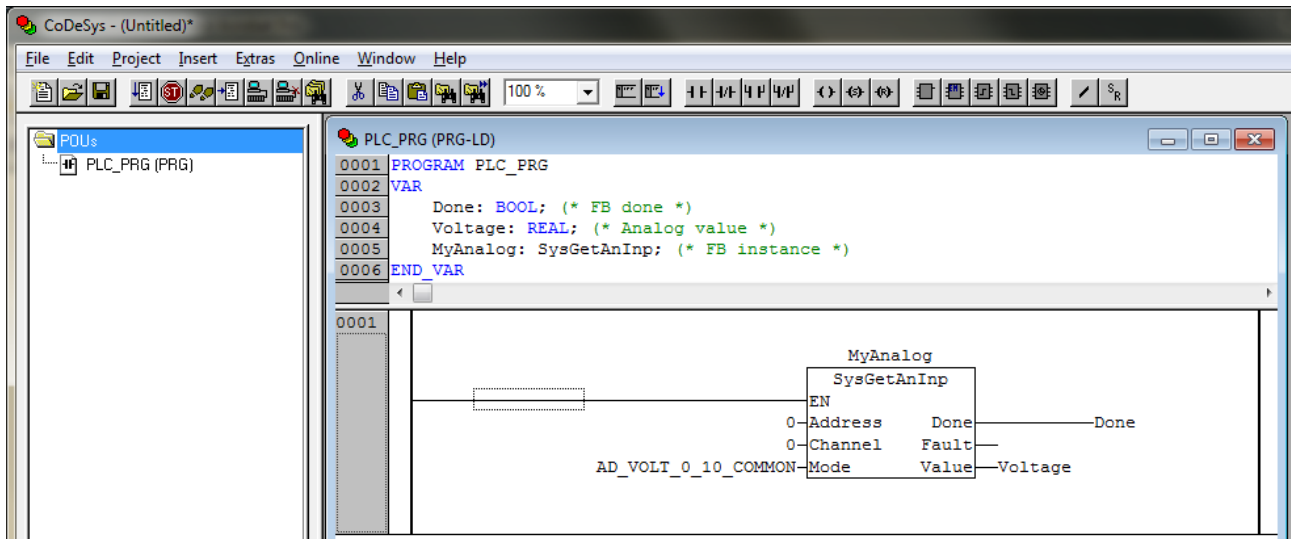 CoDeSys - (Untitled)*
File Edit Project Insert Extras Online Window Help
ST 100 % S R
POUs
PLC_PRG (PRG)
PLC_PRG (PRG-LD)
0001 PROGRAM PLC_PRG
0002 VAR
0003 Done: BOOL; (* FB done *)
0004 Voltage: REAL; (* Analog value *)
0005 MyAnalog: SysGetAnInp; (* FB instance *)
0006 END_VAR
0001
MyAnalog
SysGetAnInp
EN
0 Address Done Done
0 Channel Fault
AD_VOLT_0_10_COMMON Mode Value Voltage